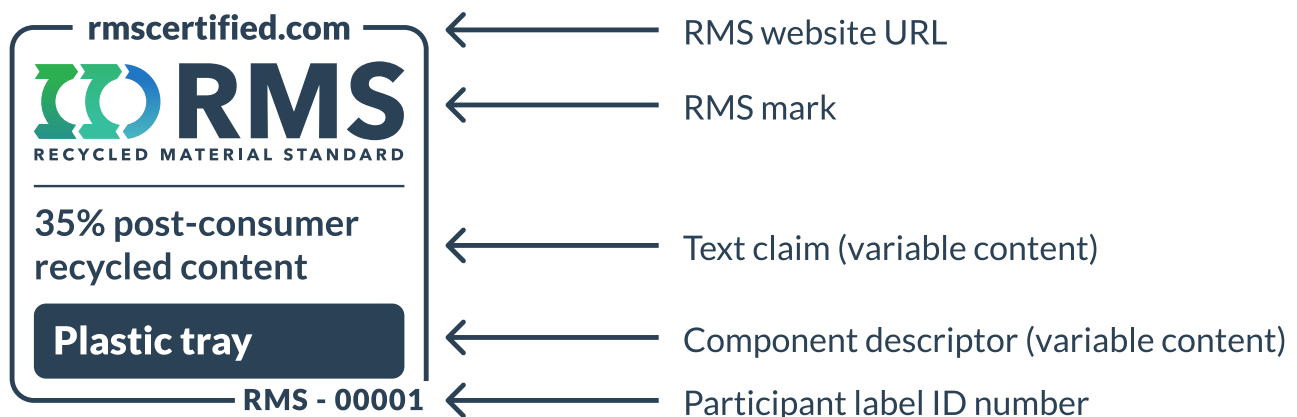 rmscertified.com
RMS website URL
RMS
RMS mark
RECYCLED MATERIAL STANDARD
35% post-consumer
recycled content
Text claim (variable content)
Plastic tray
Component descriptor (variable content)
RMS - 00001
Participant label ID number